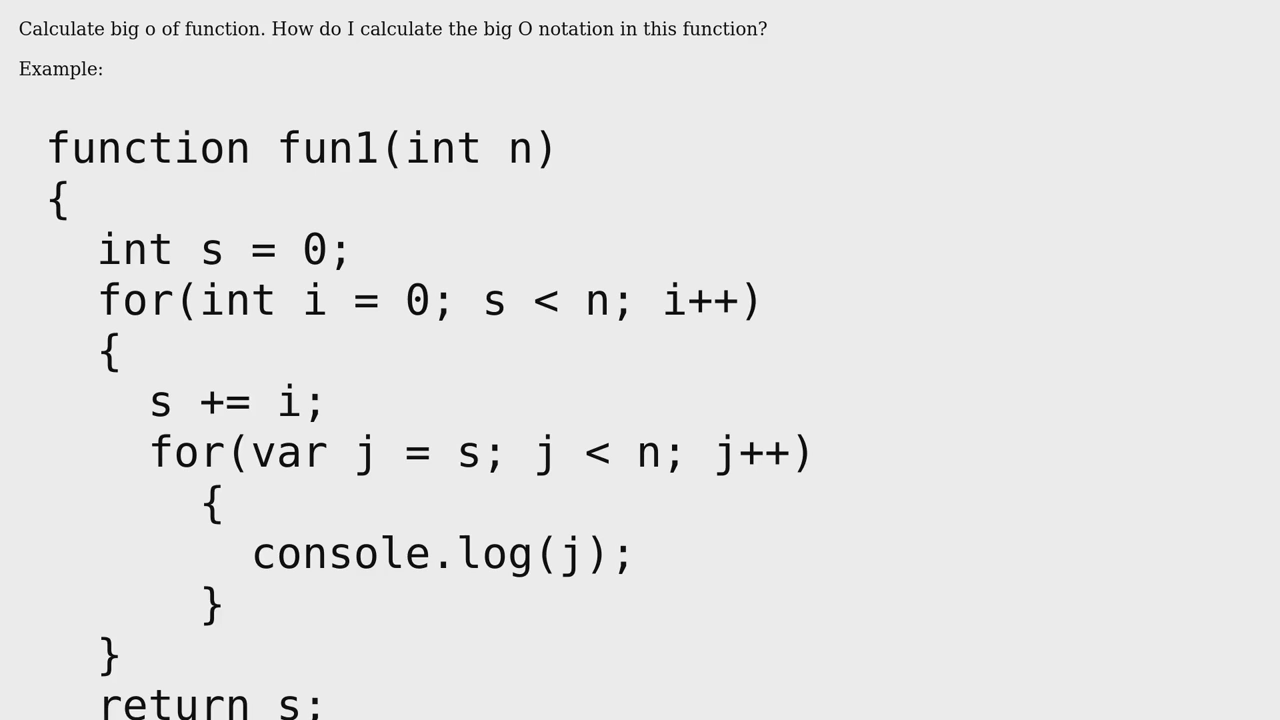 Calculate big o of function. How do I calculate the big O notation in this function?
Example:
function fun1(int n)
{
  int s = 0;
  for(int i = 0; s < n; i++)
  {
    s += i;
    for(var j = s; j < n; j++)
      {
        console.log(j);
      }
  }
  return s;